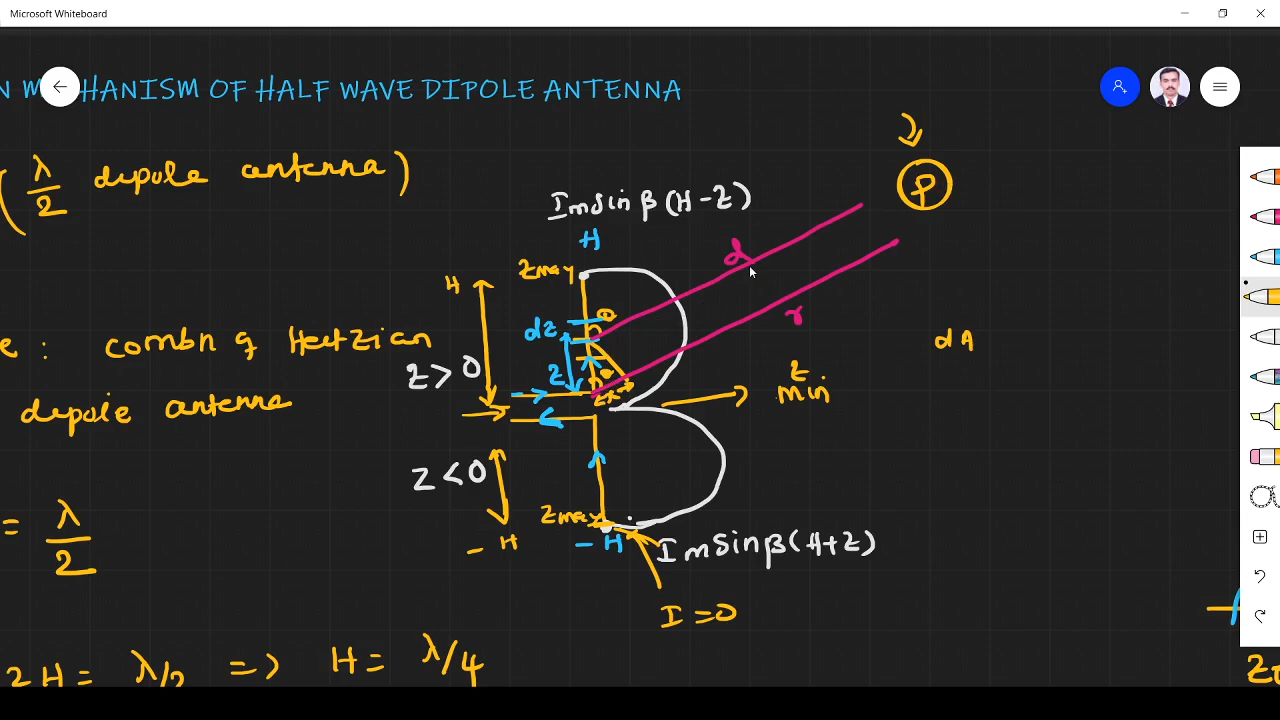 Microsoft Whiteboard
N MECHANISM OF HALF WAVE DIPOLE ANTENNA
( λ/2 dipole antenna )
P
Im Sin β (H-Z)
H
Zmax
H
d
dz
θ
r
dA
e : combn of Hertzian
Z > 0
Z
θ
Z min
dipole antenna
Z < 0
= λ/2
Zmax
- H
- H
Im Sin β (H+Z)
I = 0
2H = λ/2 => H = λ/4